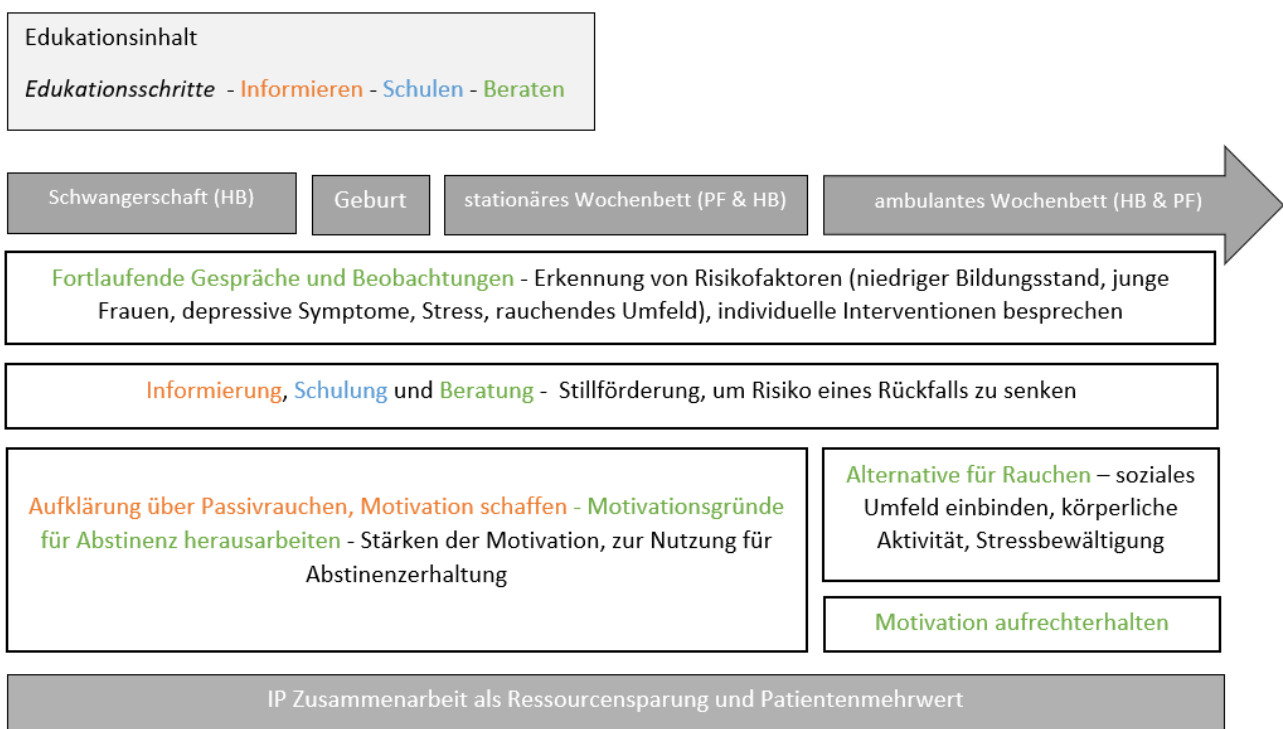 Edukationsinhalt
Edukationsschritte - Informieren - Schulen - Beraten
Schwangerschaft (HB)
Geburt
stationäres Wochenbett (PF & HB)
ambulantes Wochenbett (HB & PF)
Fortlaufende Gespräche und Beobachtungen - Erkennung von Risikofaktoren (niedriger Bildungsstand, junge
Frauen, depressive Symptome, Stress, rauchendes Umfeld), individuelle Interventionen besprechen
Informierung, Schulung und Beratung - Stillförderung, um Risiko eines Rückfalls zu senken
Aufklärung über Passivrauchen, Motivation schaffen - Motivationsgründe
für Abstinenz herausarbeiten - Stärken der Motivation, zur Nutzung für
Abstinenzerhaltung
Alternative für Rauchen – soziales
Umfeld einbinden, körperliche
Aktivität, Stressbewältigung
Motivation aufrechterhalten
IP Zusammenarbeit als Ressourcensparung und Patientenmehrwert